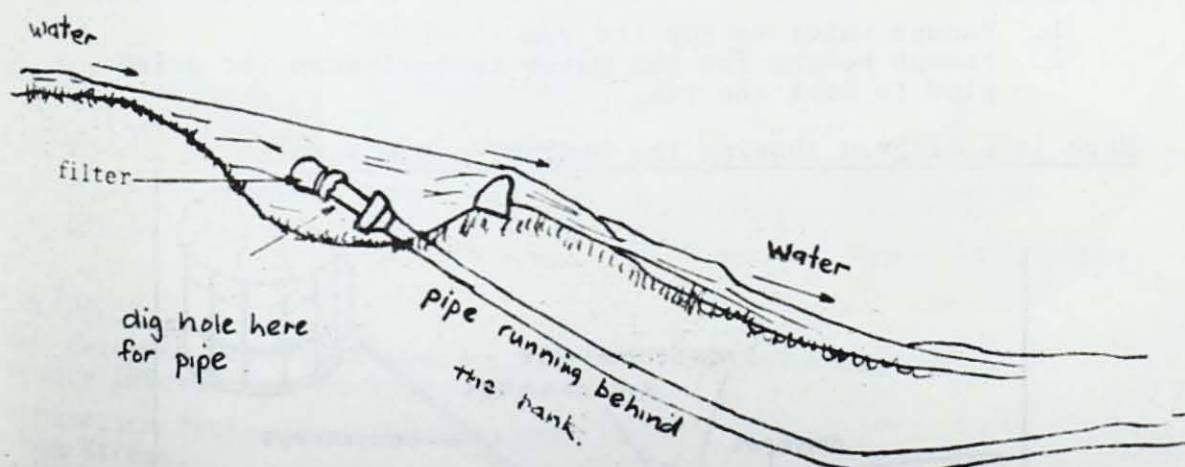 water
filter
Water
dig hole here
for pipe
pipe running behind
the bank.